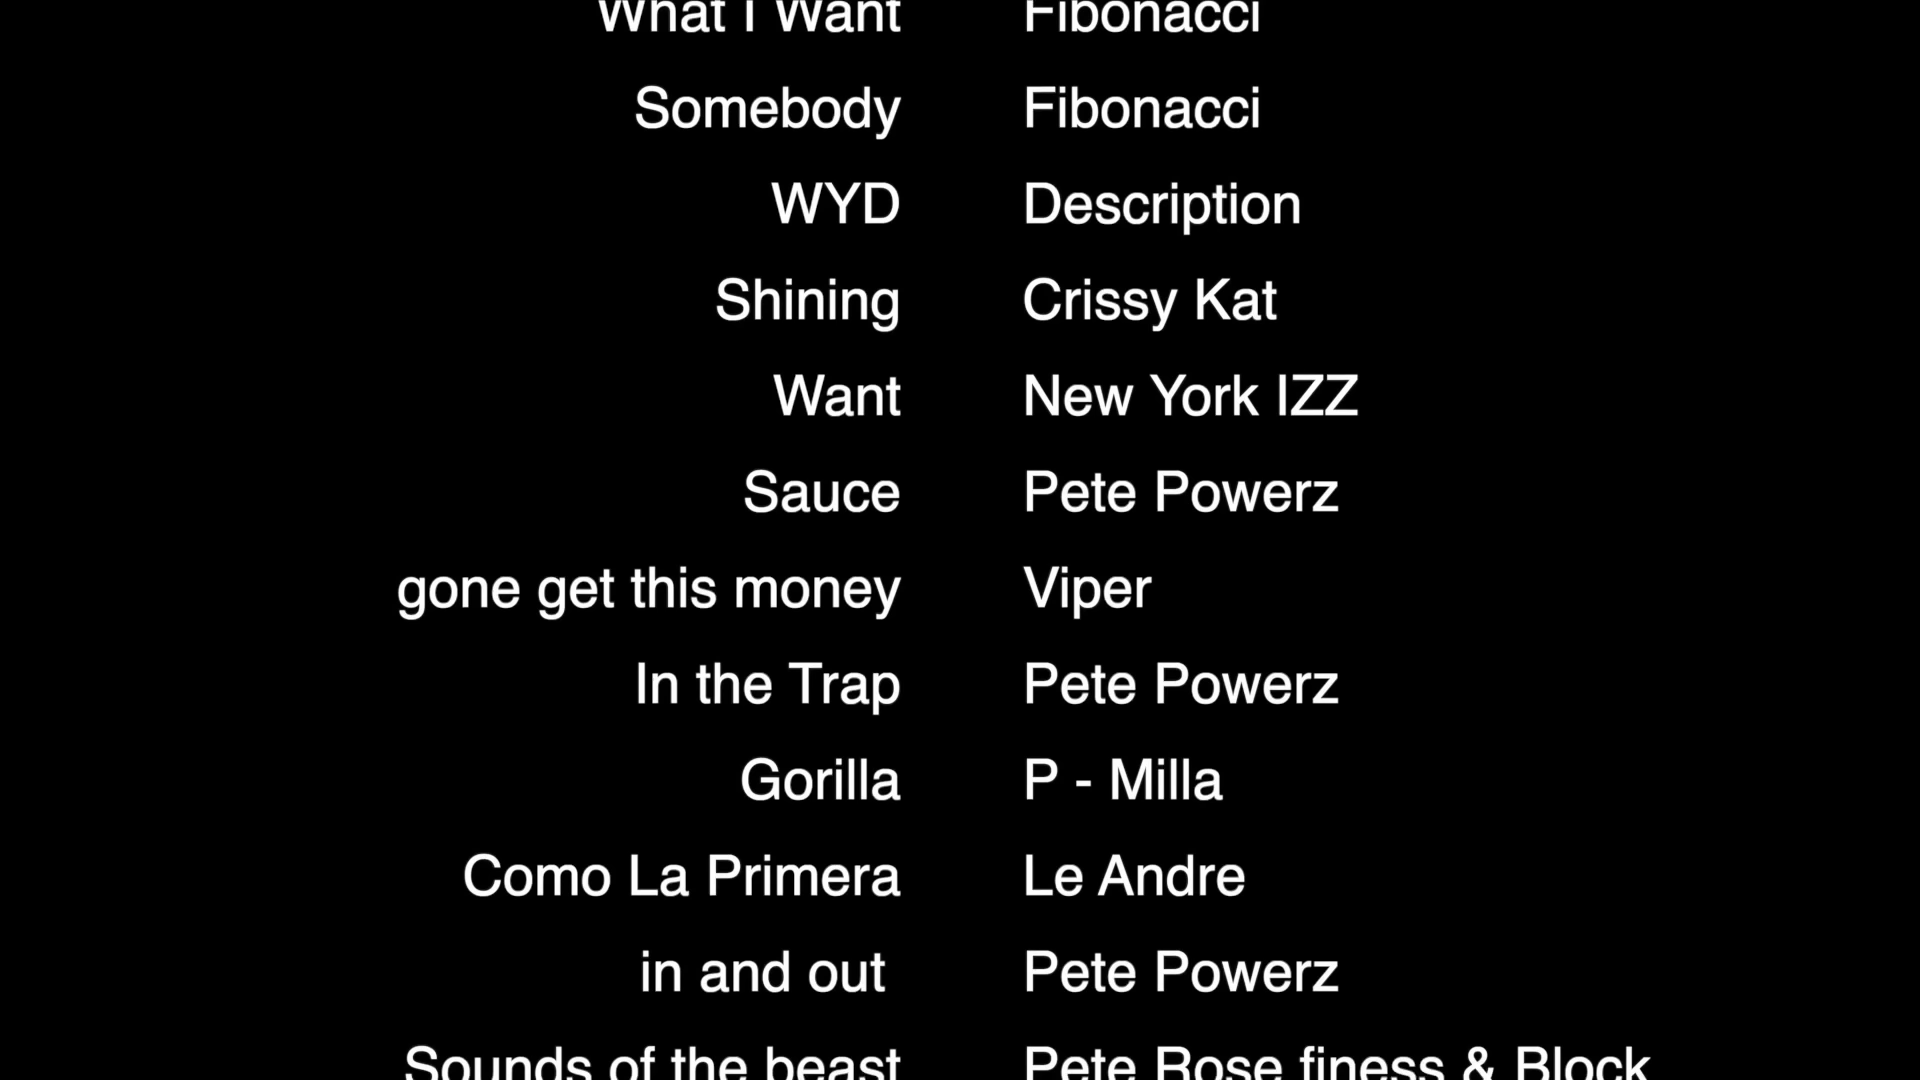 What I Want Fibonacci
Somebody Fibonacci
WYD Description
Shining Crissy Kat
Want New York IZZ
Sauce Pete Powerz
gone get this money Viper
In the Trap Pete Powerz
Gorilla P - Milla
Como La Primera Le Andre
in and out Pete Powerz
Sounds of the beast Pete Rose finess & Block